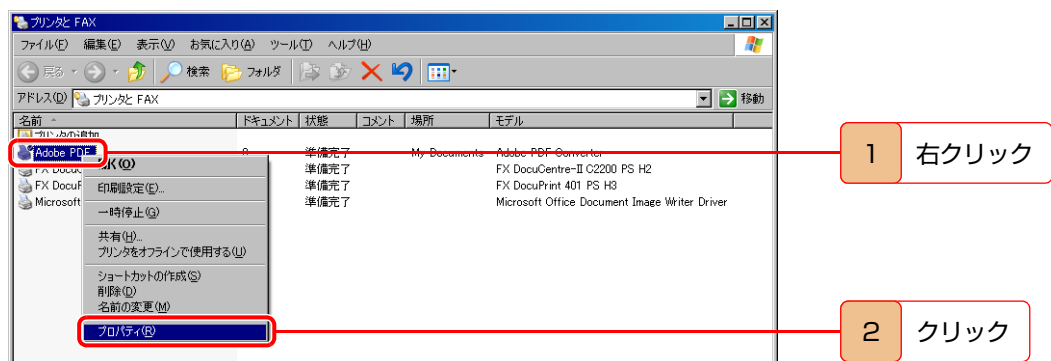 プリンタと FAX
ファイル(F) 編集(E) 表示(V) お気に入り(A) ツール(T) ヘルプ(H)
戻る 検索 フォルダ
アドレス(D) プリンタと FAX 移動
名前 ドキュメント 状態 コメント 場所 モデル
プリンタの追加
Adobe PDF 0 準備完了 My Documents Adobe PDF Converter
FX DocuC 準備完了 FX DocuCentre-II C2200 PS H2
FX DocuP 準備完了 FX DocuPrint 401 PS H3
Microsoft 準備完了 Microsoft Office Document Image Writer Driver
開く(O)
印刷設定(E)...
一時停止(G)
共有(H)...
プリンタをオフラインで使用する(U)
ショートカットの作成(S)
削除(D)
名前の変更(M)
プロパティ(R)
1 右クリック
2 クリック